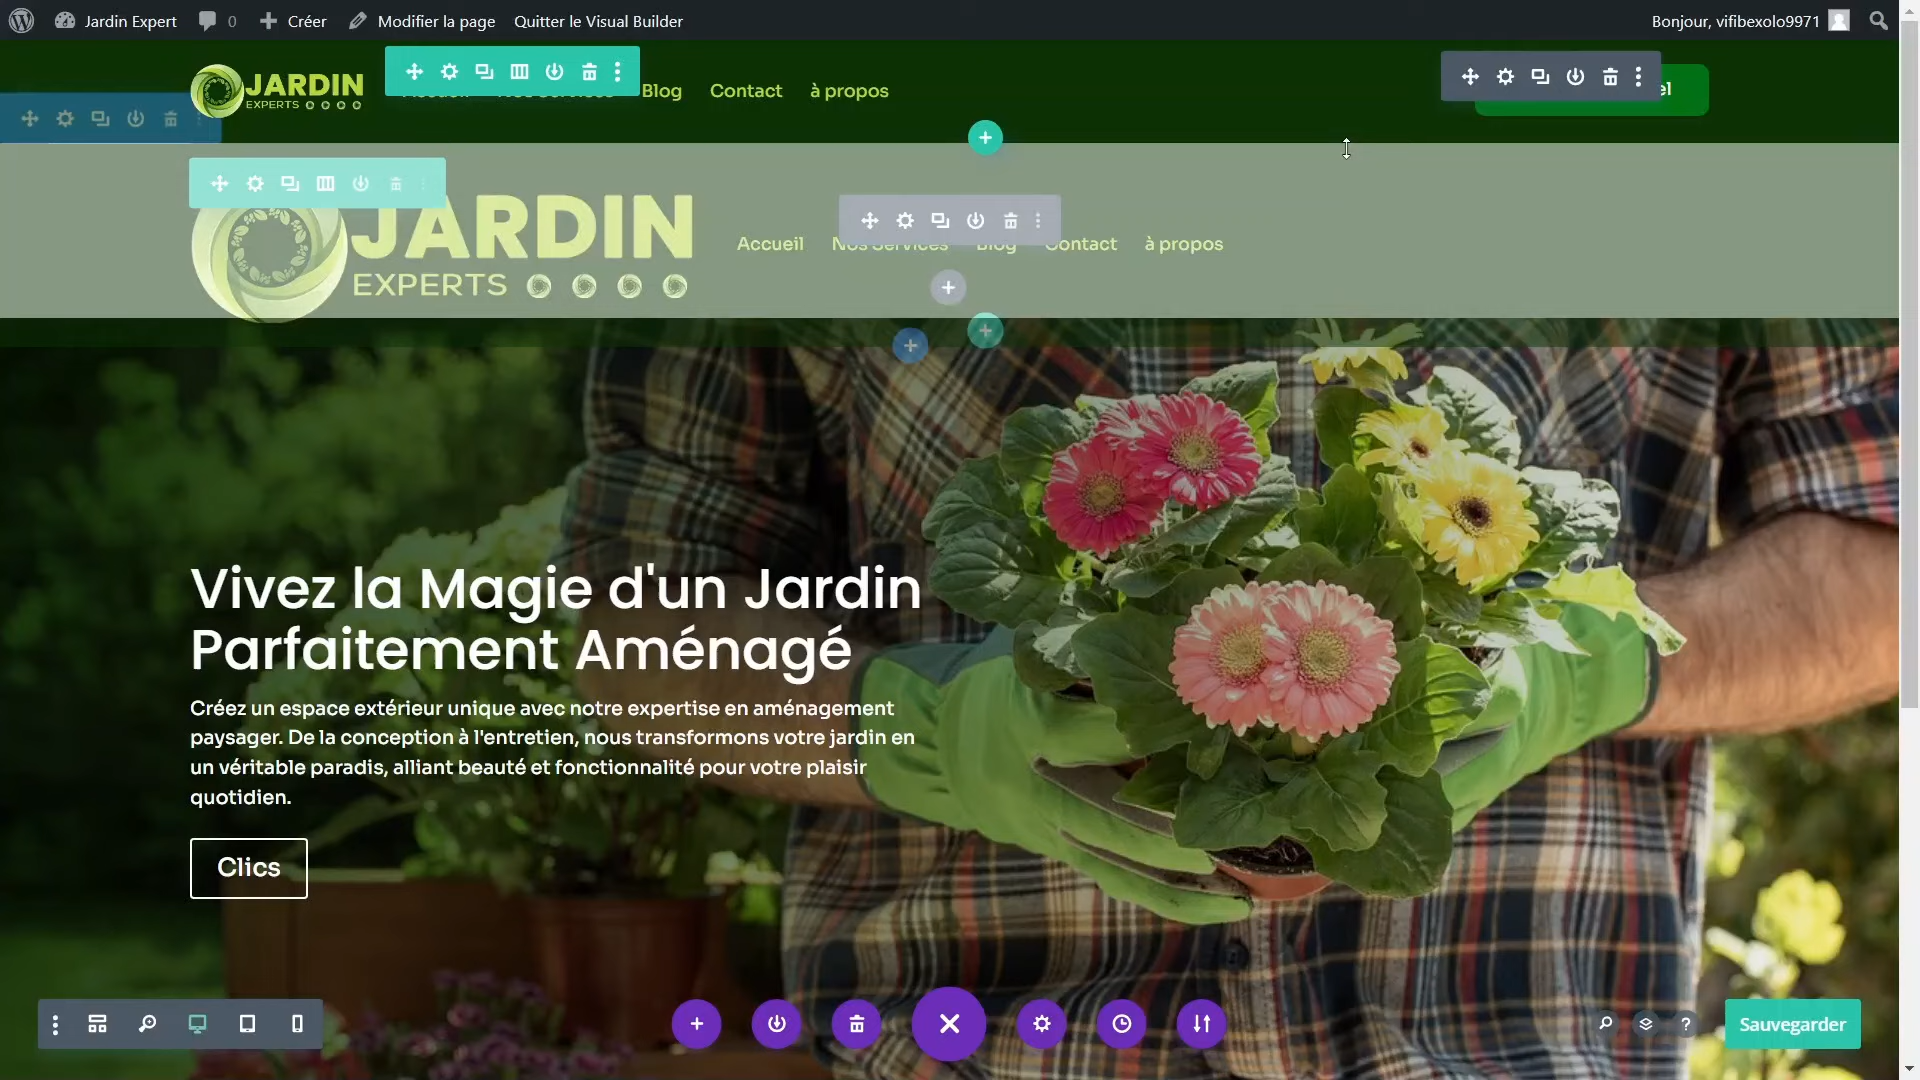 Jardin Expert 0 Créer Modifier la page Quitter le Visual Builder Bonjour, vifibexolo9971
JARDIN
EXPERTS
Blog Contact à propos
JARDIN
EXPERTS
Accueil Nos Services Blog Contact à propos
Vivez la Magie d'un Jardin
Parfaitement Aménagé
Créez un espace extérieur unique avec notre expertise en aménagement
paysager. De la conception à l'entretien, nous transformons votre jardin en
un véritable paradis, alliant beauté et fonctionnalité pour votre plaisir
quotidien.
Clics
Sauvegarder